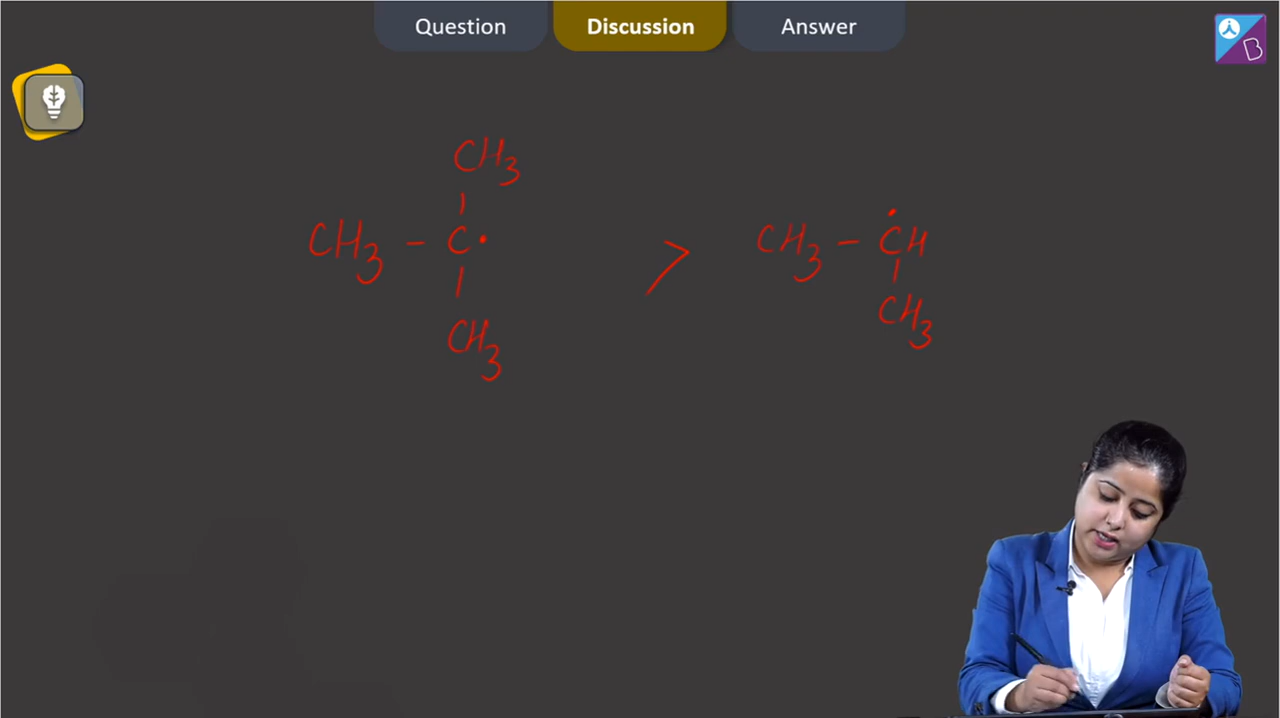 Question Discussion Answer
B
CH3
CH3 - C• > CH3 - ĊH
CH3
CH3